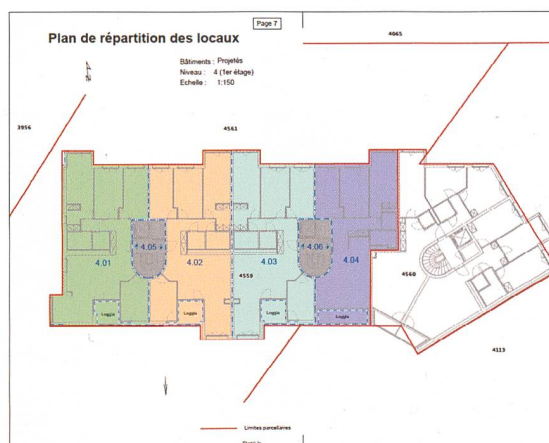 Page 7
Plan de répartition des locaux
4665
Bâtiments : Projetés
Niveau : 4 (1er étage)
Echelle : 1:150
3956
4561
4.05
4.06
4.01
4.02
4.03
4.04
4559
4560
Loggia
Loggia
Loggia
Loggia
4113
Limites parcellaires